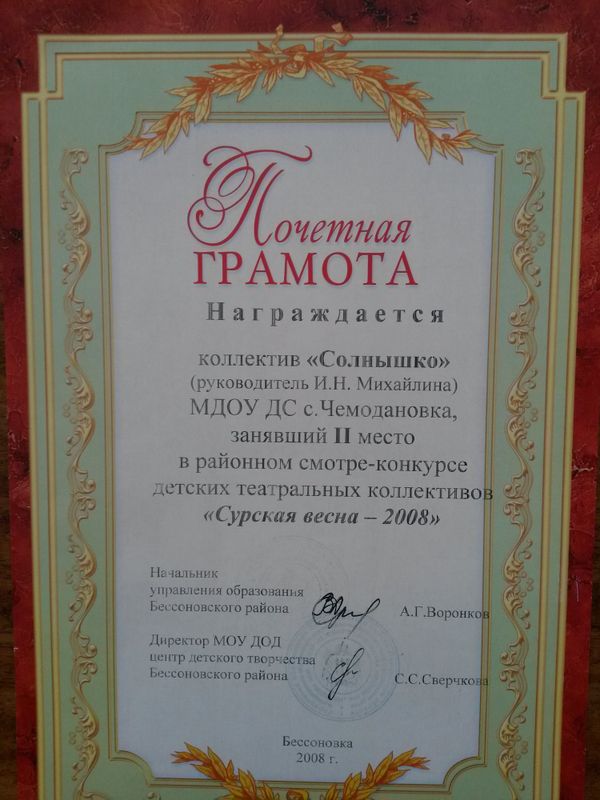 Почетная
ГРАМОТА
Награждается
коллектив «Солнышко»
(руководитель И.Н. Михайлина)
МДОУ ДС с.Чемодановка,
занявший II место
в районном смотре-конкурсе
детских театральных коллективов
«Сурская весна – 2008»
Начальник
управления образования
Бессоновского района
А.Г.Воронков
Директор МОУ ДОД
центр детского творчества
Бессоновского района
С.С.Сверчкова
Бессоновка
2008 г.